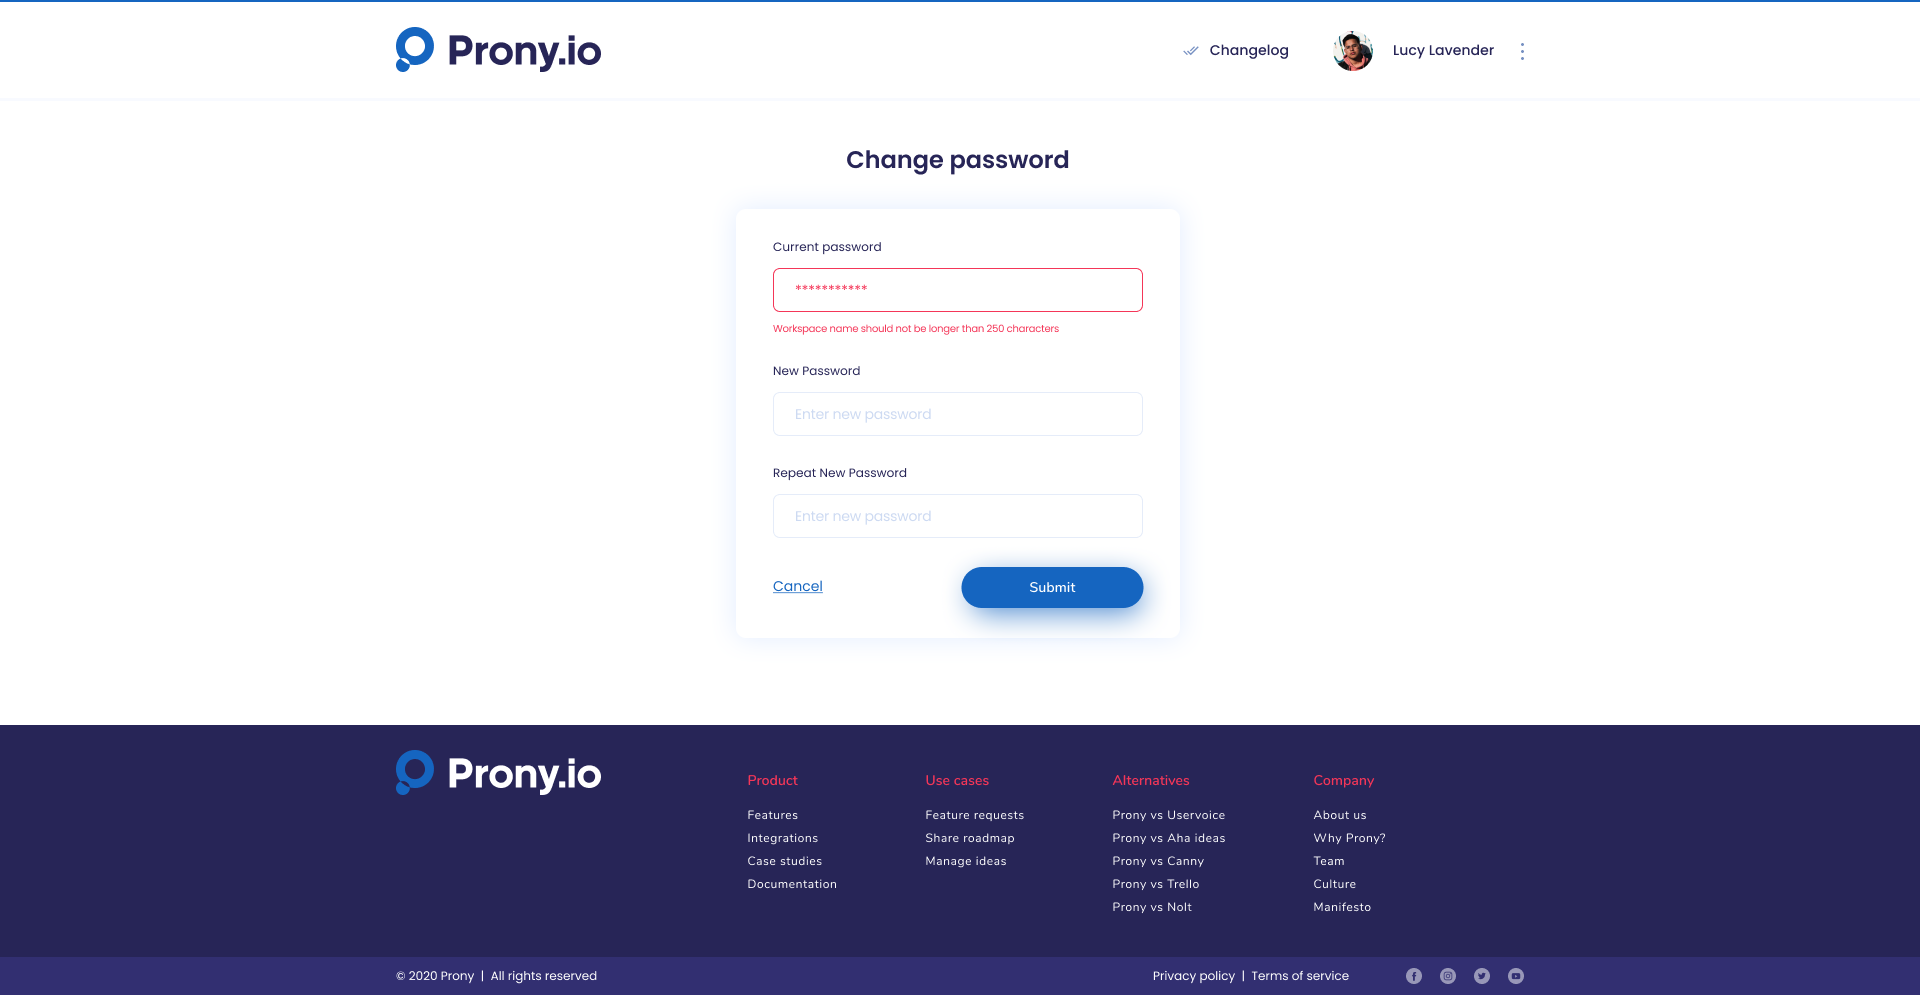 Prony.io
Changelog
Lucy Lavender
Change password
Current password
***********
Workspace name should not be longer than 250 characters
New Password
Enter new password
Repeat New Password
Enter new password
Cancel
Submit
Prony.io
Product
Features
Integrations
Case studies
Documentation
Use cases
Feature requests
Share roadmap
Manage ideas
Alternatives
Prony vs Uservoice
Prony vs Aha ideas
Prony vs Canny
Prony vs Trello
Prony vs Nolt
Company
About us
Why Prony?
Team
Culture
Manifesto
© 2020 Prony | All rights reserved
Privacy policy | Terms of service